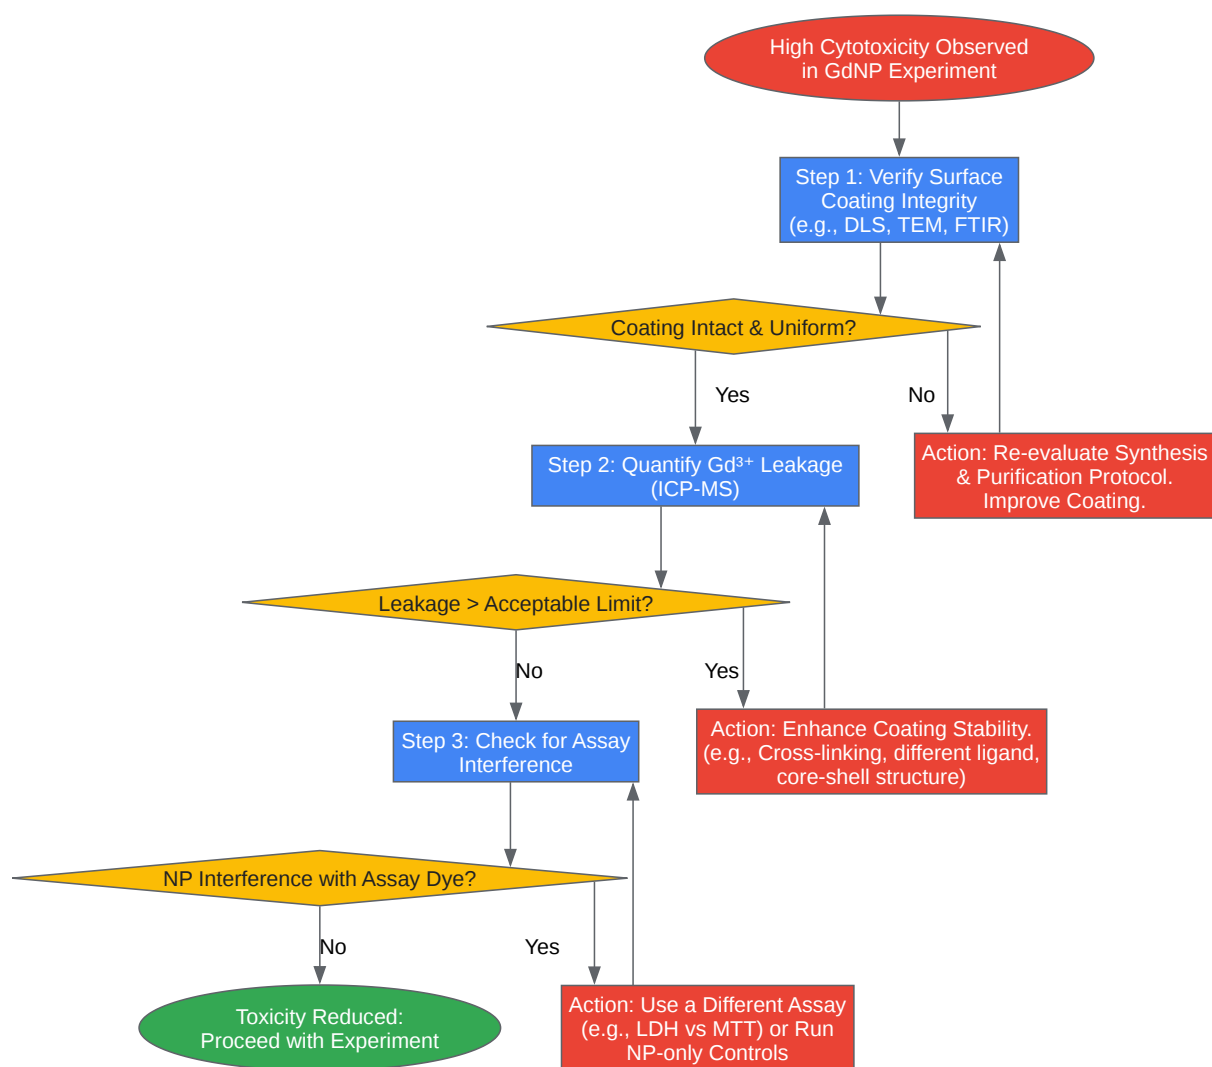 High Cytotoxicity Observed
in GdNP Experiment
Step 1: Verify Surface
Coating Integrity
(e.g., DLS, TEM, FTIR)
Coating Intact & Uniform?
Yes
No
Step 2: Quantify Gd³⁺ Leakage
(ICP-MS)
Action: Re-evaluate Synthesis
& Purification Protocol.
Improve Coating.
Leakage > Acceptable Limit?
No
Yes
Step 3: Check for Assay
Interference
Action: Enhance Coating Stability.
(e.g., Cross-linking, different ligand,
core-shell structure)
NP Interference with Assay Dye?
No
Yes
Toxicity Reduced:
Proceed with Experiment
Action: Use a Different Assay
(e.g., LDH vs MTT) or Run
NP-only Controls